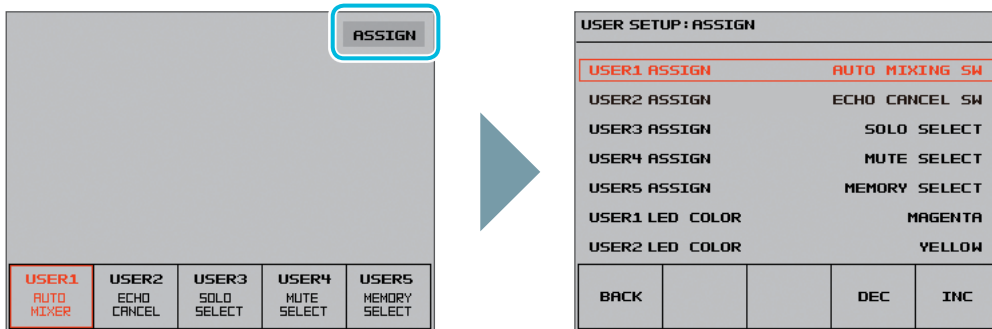 ASSIGN
USER1 USER2 USER3 USER4 USER5
AUTO ECHO SOLO MUTE MEMORY
MIXER CANCEL SELECT SELECT SELECT
USER SETUP:ASSIGN
USER1 ASSIGN AUTO MIXING SW
USER2 ASSIGN ECHO CANCEL SW
USER3 ASSIGN SOLO SELECT
USER4 ASSIGN MUTE SELECT
USER5 ASSIGN MEMORY SELECT
USER1 LED COLOR MAGENTA
USER2 LED COLOR YELLOW
BACK DEC INC